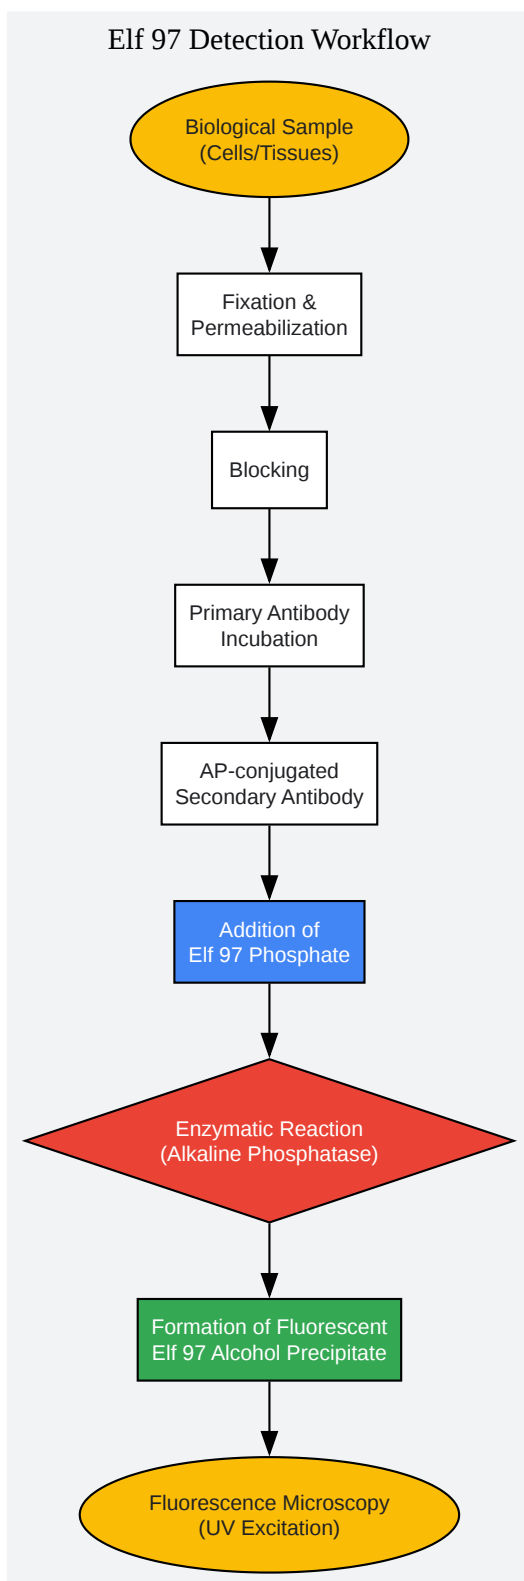 Elf 97 Detection Workflow
Biological Sample
(Cells/Tissues)
Fixation &
Permeabilization
Blocking
Primary Antibody
Incubation
AP-conjugated
Secondary Antibody
Addition of
Elf 97 Phosphate
Enzymatic Reaction
(Alkaline Phosphatase)
Formation of Fluorescent
Elf 97 Alcohol Precipitate
Fluorescence Microscopy
(UV Excitation)